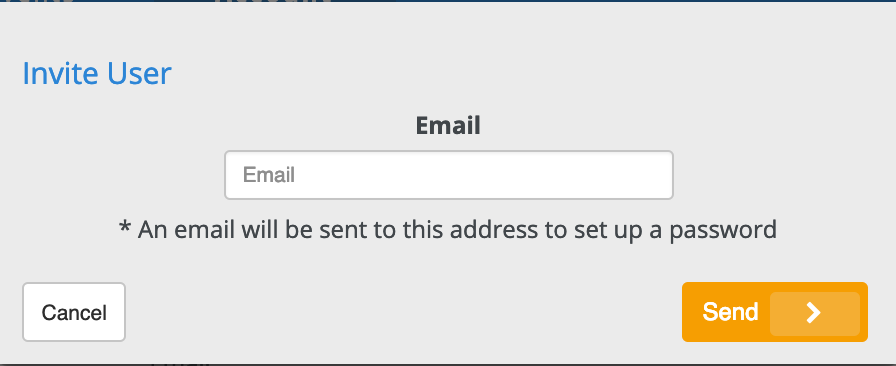 Invite User
Email
Email
* An email will be sent to this address to set up a password
Cancel
Send